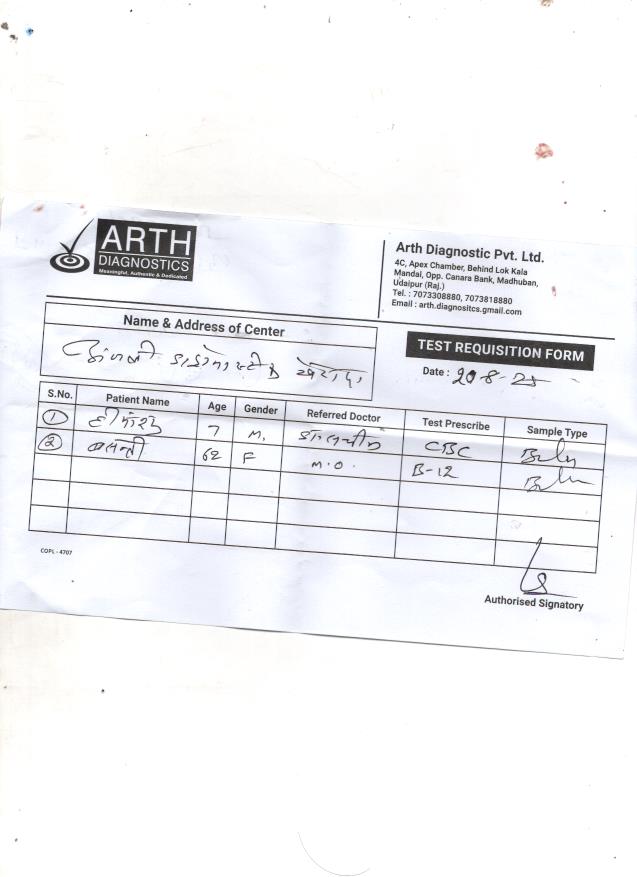 ARTH
DIAGNOSTICS
Meaningful, Authentic & Dedicated
Arth Diagnostic Pvt. Ltd.
4C, Apex Chamber, Behind Lok Kala
Mandal, Opp. Canara Bank, Madhuban,
Udaipur (Raj.)
Tel. : 7073308880, 7073818880
Email : arth.diagnositcs.gmail.com
Name & Address of Center
TEST REQUISITION FORM
Date : 20-8-25
S.No. Patient Name Age Gender Referred Doctor Test Prescribe Sample Type
1 7 M. CBC
2 62 F M.O. B-12
COPL - 4707
Authorised Signatory